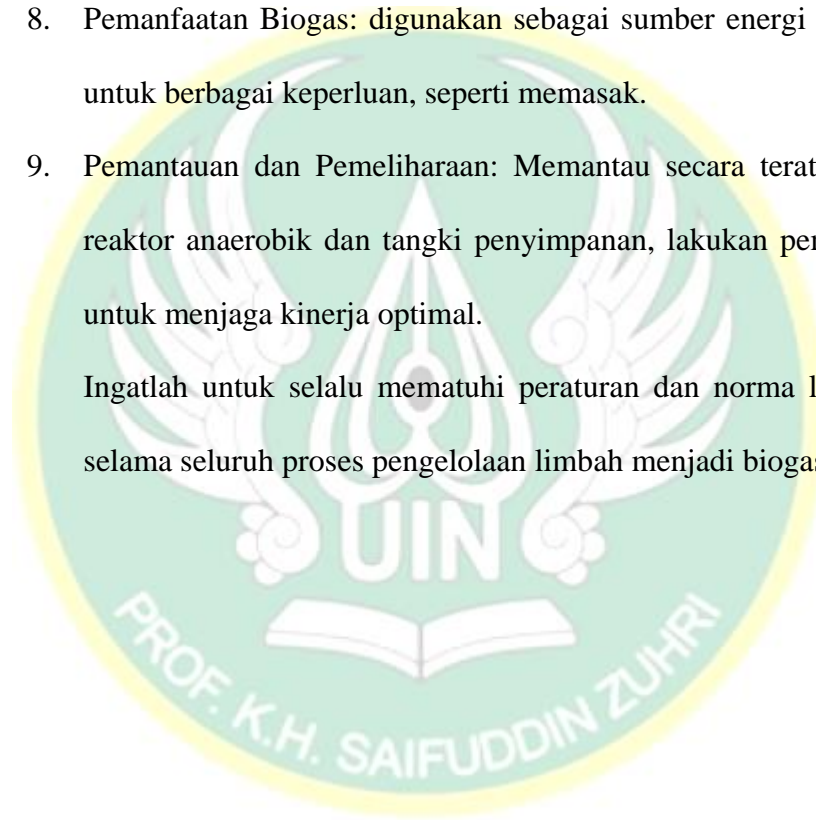 8. Pemanfaatan Biogas: digunakan sebagai sumber energi
untuk berbagai keperluan, seperti memasak.
9. Pemantauan dan Pemeliharaan: Memantau secara
reaktor anaerobik dan tangki penyimpanan, lakukan
untuk menjaga kinerja optimal.
Ingatlah untuk selalu mematuhi peraturan dan norma
selama seluruh proses pengelolaan limbah menjadi biogas
UIN
PROF. K.H. SAIFUDDIN ZUHRI